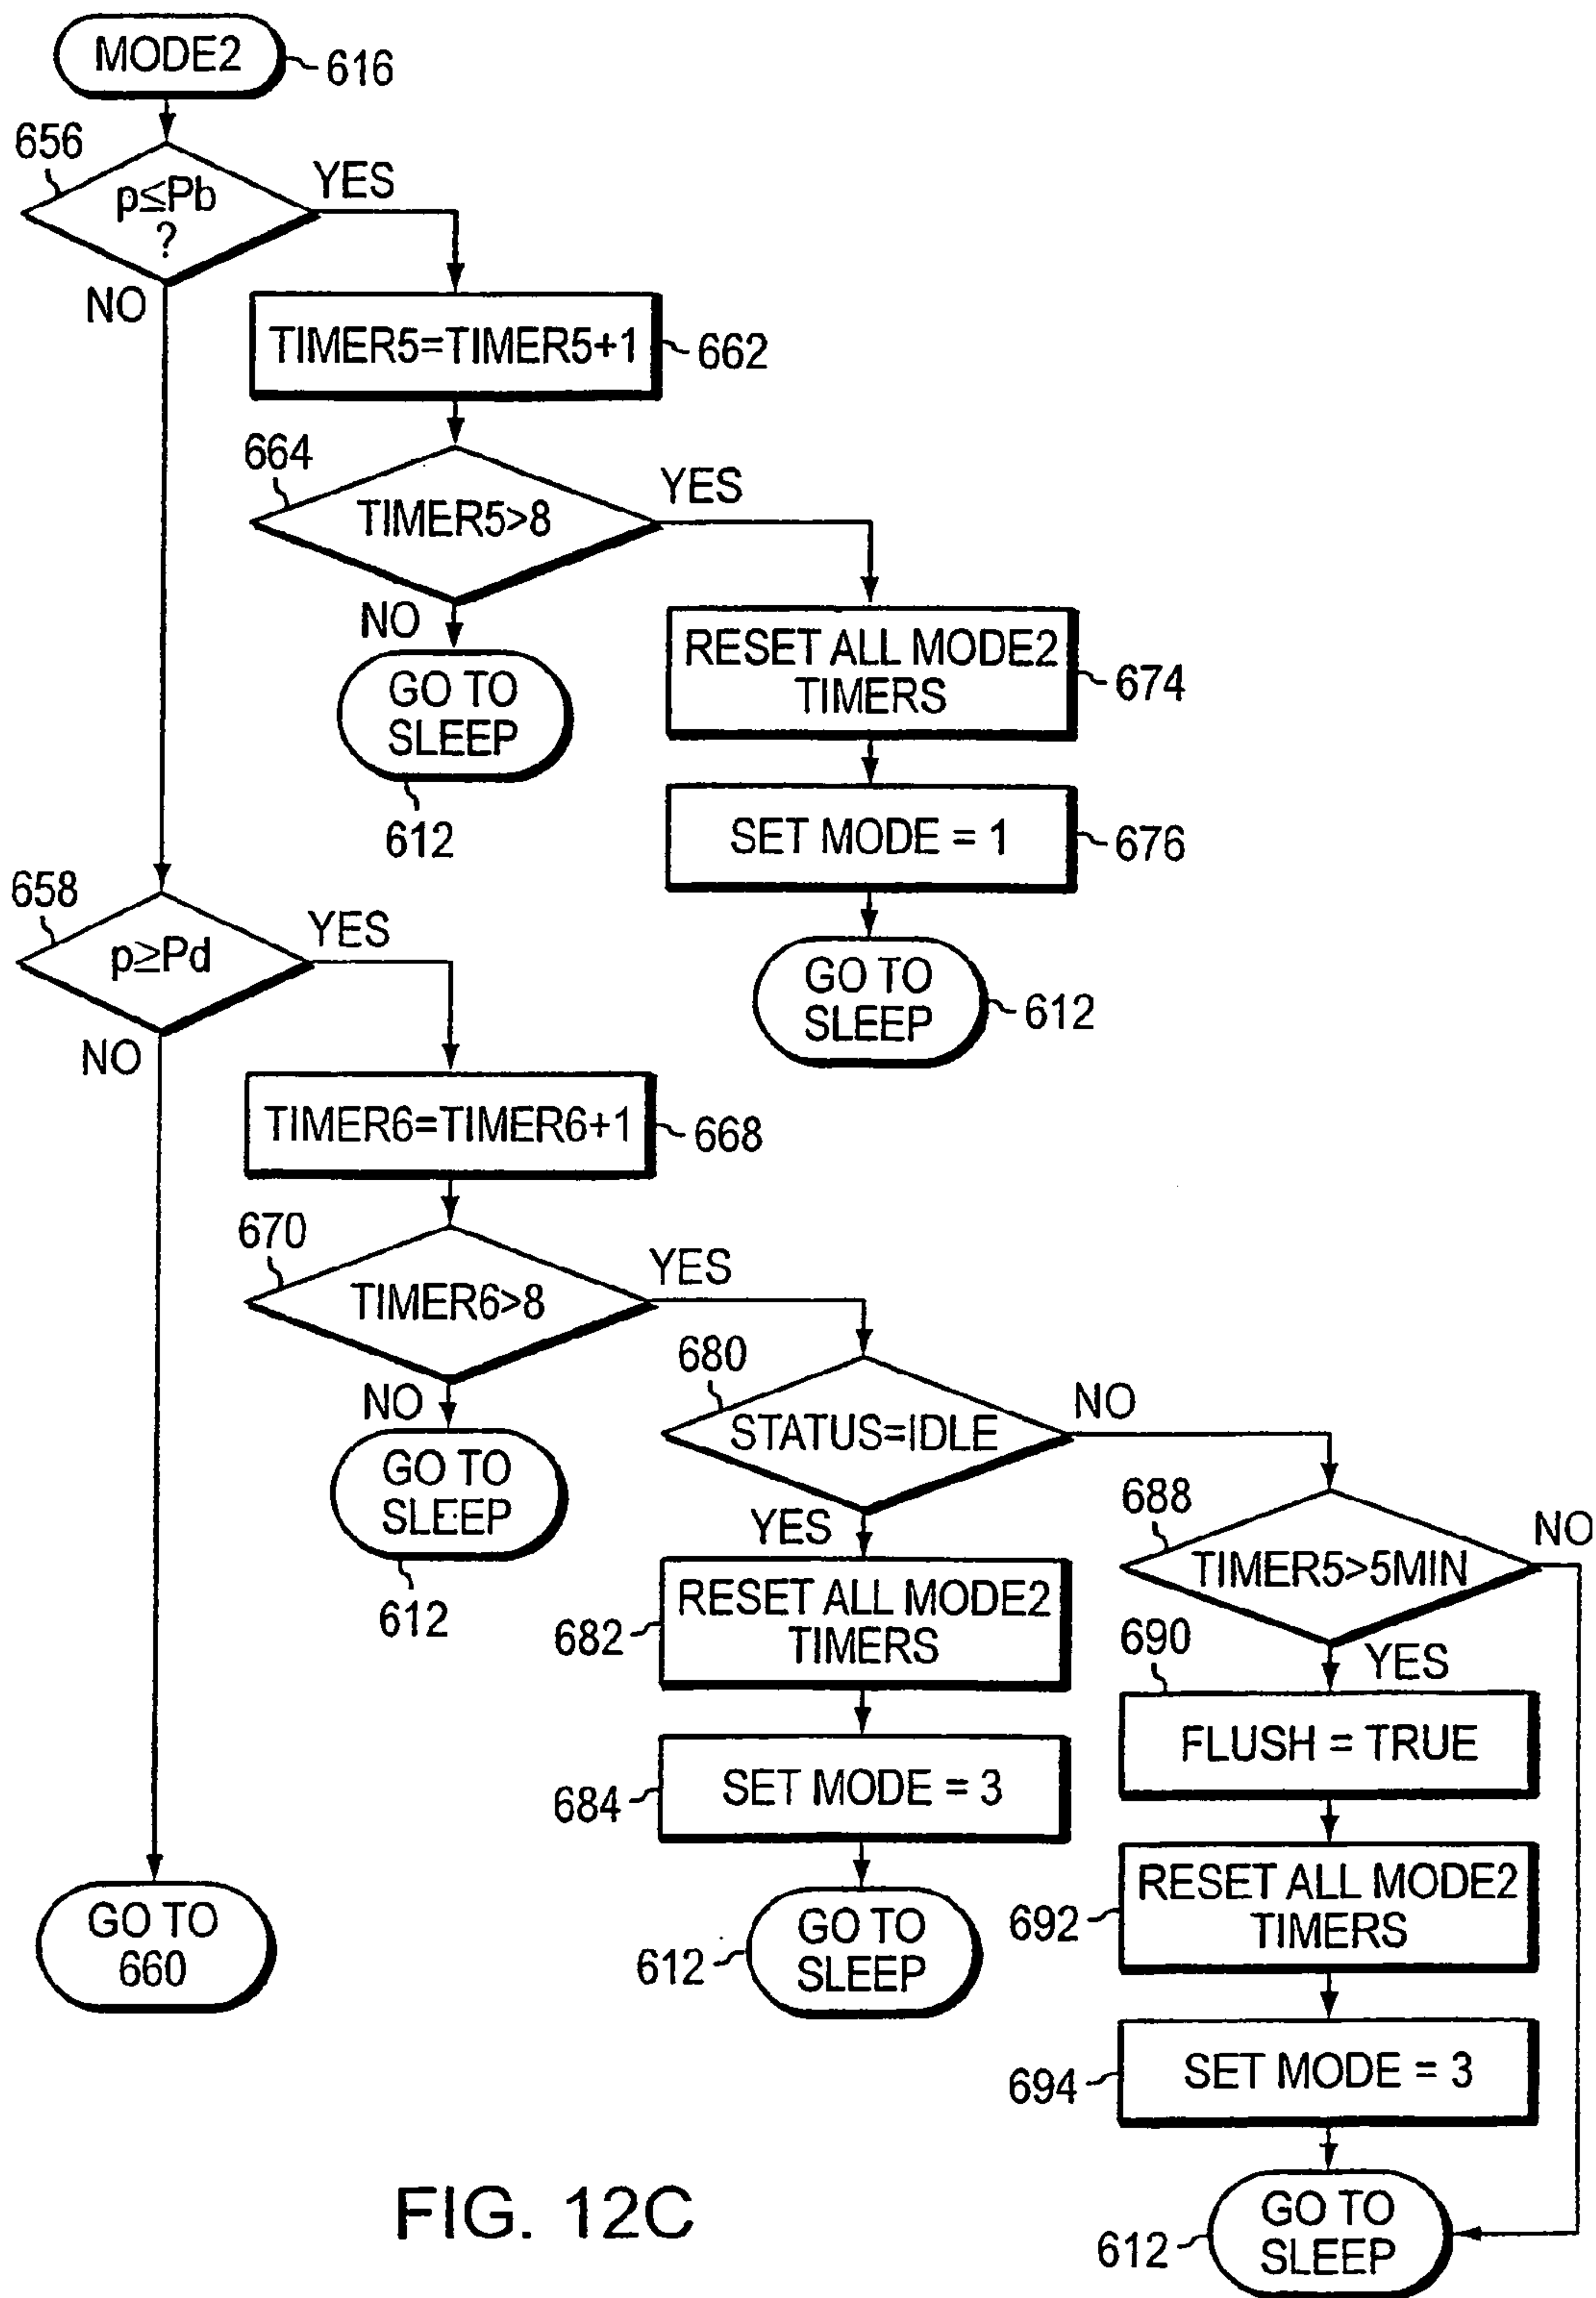 MODE2
616
656
p≤Pb
?
YES
NO
TIMER5=TIMER5+1
662
664
TIMER5>8
YES
NO
GO TO
SLEEP
612
RESET ALL MODE2
TIMERS
674
SET MODE = 1
676
GO TO
SLEEP
612
658
p≥Pd
YES
NO
TIMER6=TIMER6+1
668
670
TIMER6>8
YES
NO
GO TO
SLEEP
612
680
STATUS=IDLE
NO
YES
RESET ALL MODE2
TIMERS
682
SET MODE = 3
684
GO TO
SLEEP
612
688
TIMER5>5MIN
NO
YES
690
FLUSH = TRUE
RESET ALL MODE2
TIMERS
692
SET MODE = 3
694
GO TO
SLEEP
612
GO TO
660
FIG. 12C